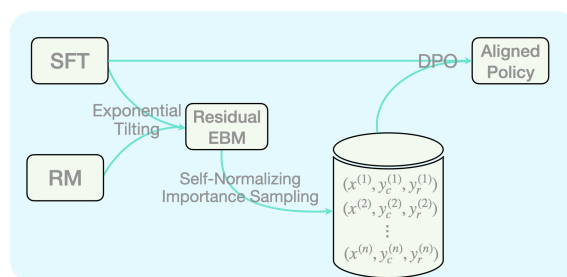 SFT
DPO
Aligned
Policy
Exponential
Tilting
Residual
EBM
RM
Self-Normalizing
Importance Sampling
(x⁽¹⁾, y_c⁽¹⁾, y_r⁽¹⁾)
(x⁽²⁾, y_c⁽²⁾, y_r⁽²⁾)
⋮
(x⁽ⁿ⁾, y_c⁽ⁿ⁾, y_r⁽ⁿ⁾)